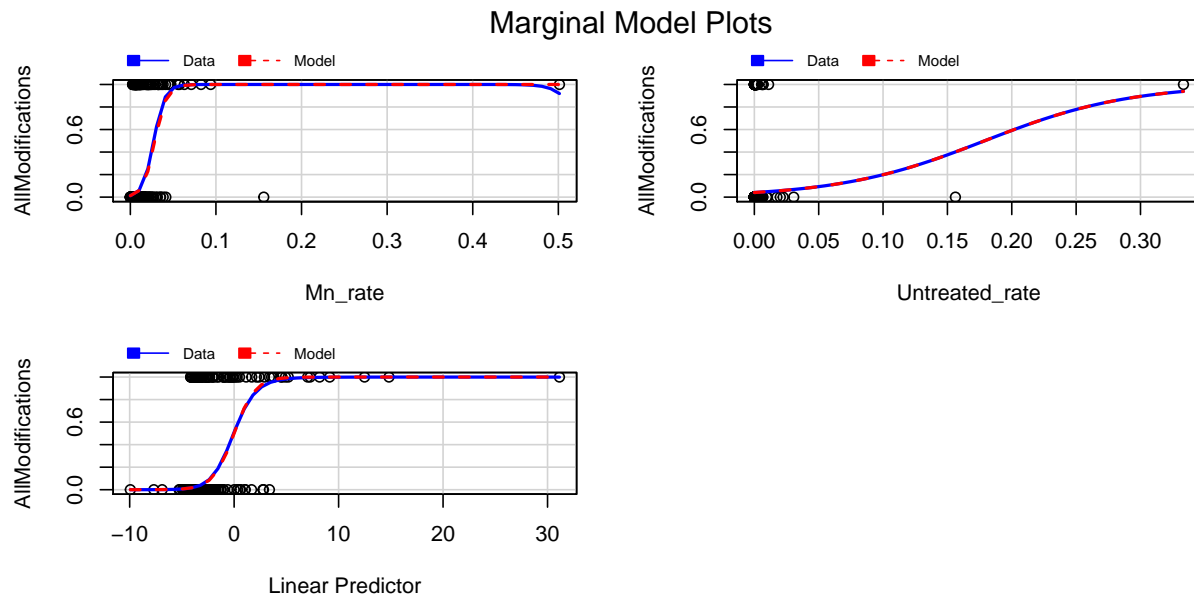 Marginal Model Plots
Data Model
AllModifications
0.0 0.6
0.0 0.1 0.2 0.3 0.4 0.5
Mn_rate
Data Model
AllModifications
0.0 0.6
0.00 0.05 0.10 0.15 0.20 0.25 0.30
Untreated_rate
Data Model
AllModifications
0.0 0.6
−10 0 10 20 30
Linear Predictor